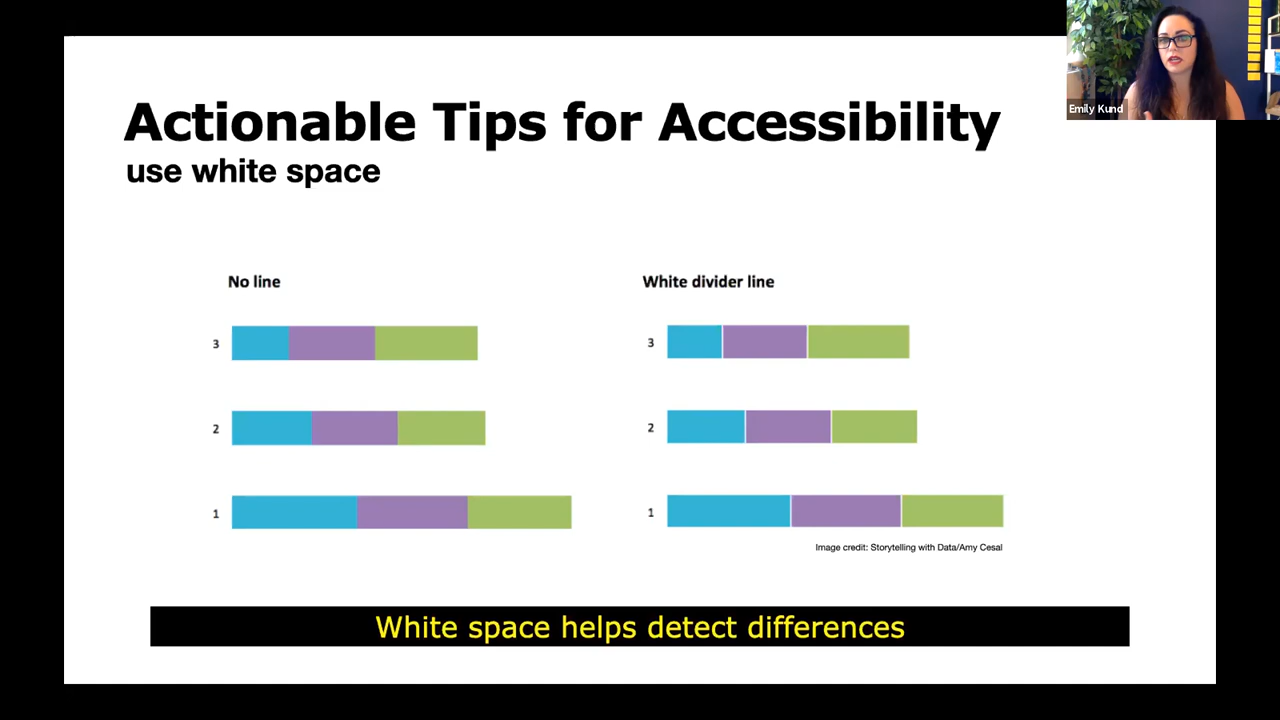 Emily Kund
Actionable Tips for Accessibility
use white space
No line
3
2
1
White divider line
3
2
1
Image credit: Storytelling with Data/Amy Cesal
White space helps detect differences